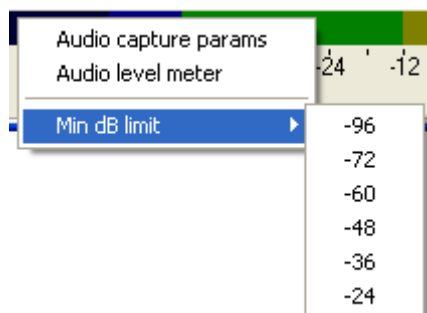 Audio capture params
Audio level meter
-24 -12
Min dB limit
-96
-72
-60
-48
-36
-24